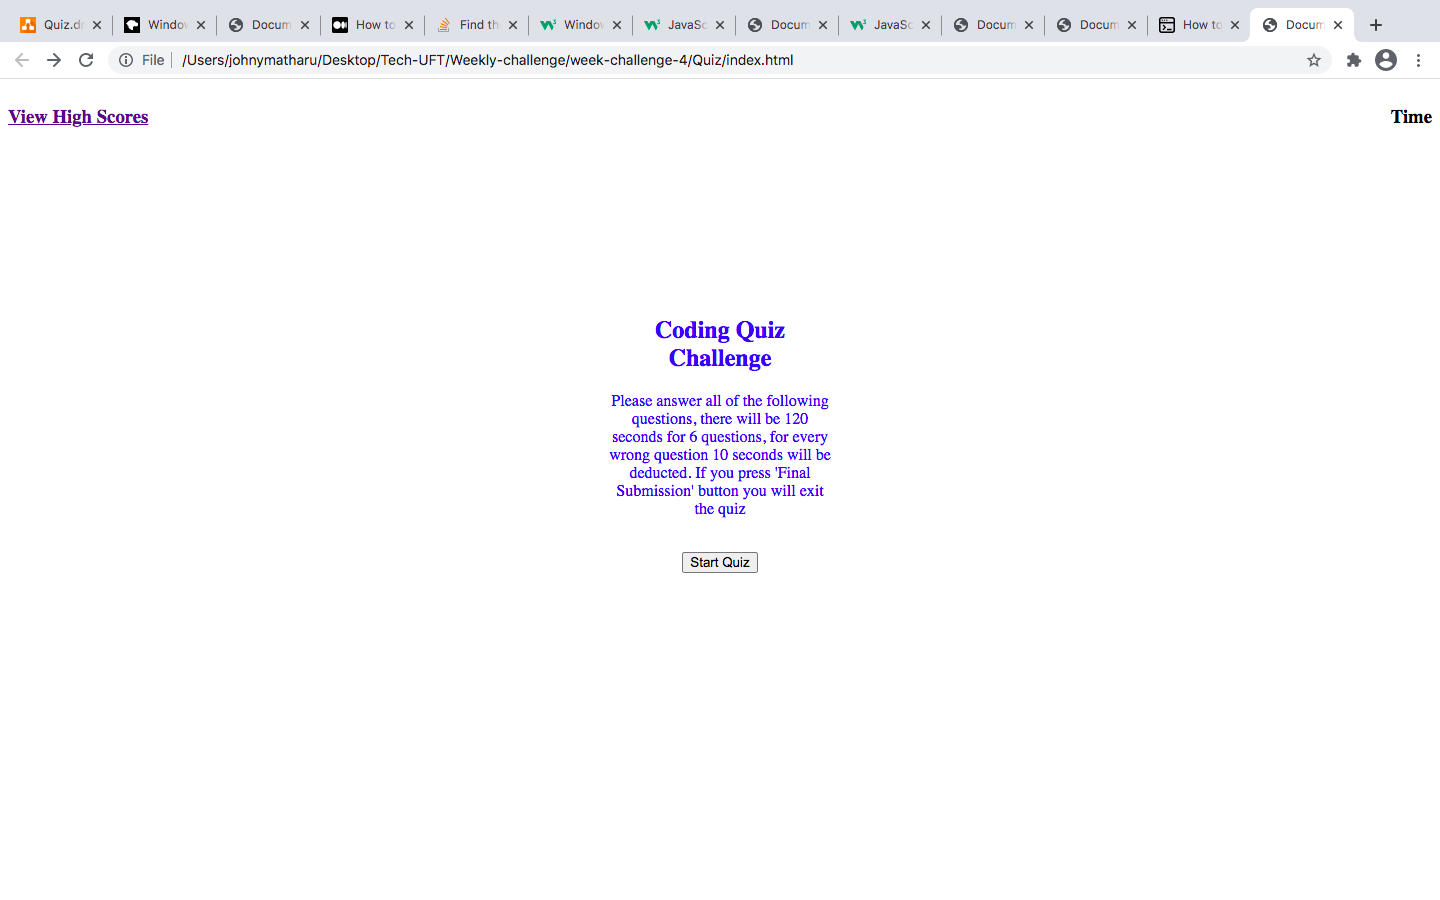 Quiz.dr
Window
Docum
How to
Find th
Window
JavaSc
Docum
JavaSc
Docum
Docum
How to
Docum
File
/Users/johnymatharu/Desktop/Tech-UFT/Weekly-challenge/week-challenge-4/Quiz/index.html
View High Scores
Time
Coding Quiz
Challenge
Please answer all of the following
questions, there will be 120
seconds for 6 questions, for every
wrong question 10 seconds will be
deducted. If you press 'Final
Submission' button you will exit
the quiz
Start Quiz